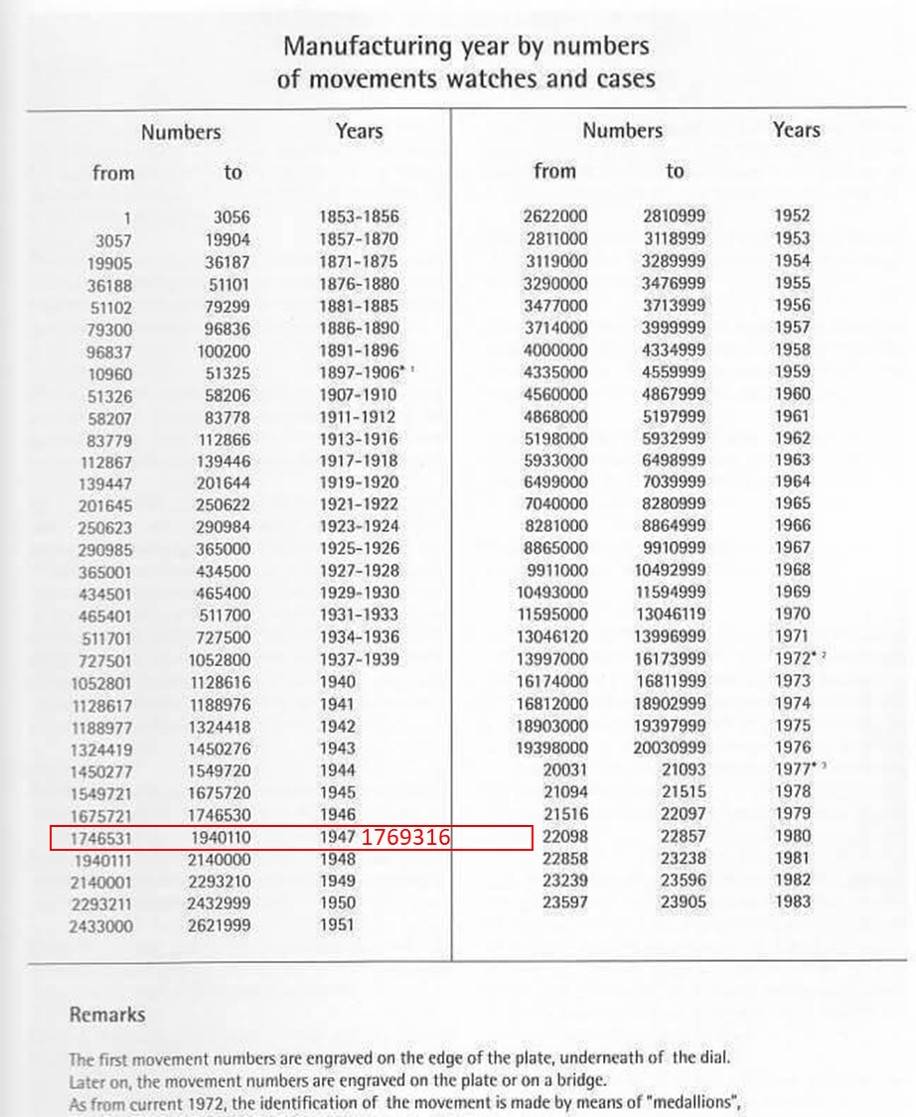 Manufacturing year by numbers
of movements watches and cases
Numbers Years
from to
1 3056 1853-1856
3057 19904 1857-1870
19905 36187 1871-1875
36188 51101 1876-1880
51102 79299 1881-1885
79300 96836 1886-1890
96837 100200 1891-1896
10960 51325 1897-1906* ¹
51326 58206 1907-1910
58207 83778 1911-1912
83779 112866 1913-1916
112867 139446 1917-1918
139447 201644 1919-1920
201645 250622 1921-1922
250623 290984 1923-1924
290985 365000 1925-1926
365001 434500 1927-1928
434501 465400 1929-1930
465401 511700 1931-1933
511701 727500 1934-1936
727501 1052800 1937-1939
1052801 1128616 1940
1128617 1188976 1941
1188977 1324418 1942
1324419 1450276 1943
1450277 1549720 1944
1549721 1675720 1945
1675721 1746530 1946
1746531 1940110 1947 1769316
1940111 2140000 1948
2140001 2293210 1949
2293211 2432999 1950
2433000 2621999 1951
Numbers Years
from to
2622000 2810999 1952
2811000 3118999 1953
3119000 3289999 1954
3290000 3476999 1955
3477000 3713999 1956
3714000 3999999 1957
4000000 4334999 1958
4335000 4559999 1959
4560000 4867999 1960
4868000 5197999 1961
5198000 5932999 1962
5933000 6498999 1963
6499000 7039999 1964
7040000 8280999 1965
8281000 8864999 1966
8865000 9910999 1967
9911000 10492999 1968
10493000 11594999 1969
11595000 13046119 1970
13046120 13996999 1971
13997000 16173999 1972* ²
16174000 16811999 1973
16812000 18902999 1974
18903000 19397999 1975
19398000 20030999 1976
20031 21093 1977* ³
21094 21515 1978
21516 22097 1979
22098 22857 1980
22858 23238 1981
23239 23596 1982
23597 23905 1983
Remarks
The first movement numbers are engraved on the edge of the plate, underneath of the dial.
Later on, the movement numbers are engraved on the plate or on a bridge.
As from current 1972, the identification of the movement is made by means of "medallions",